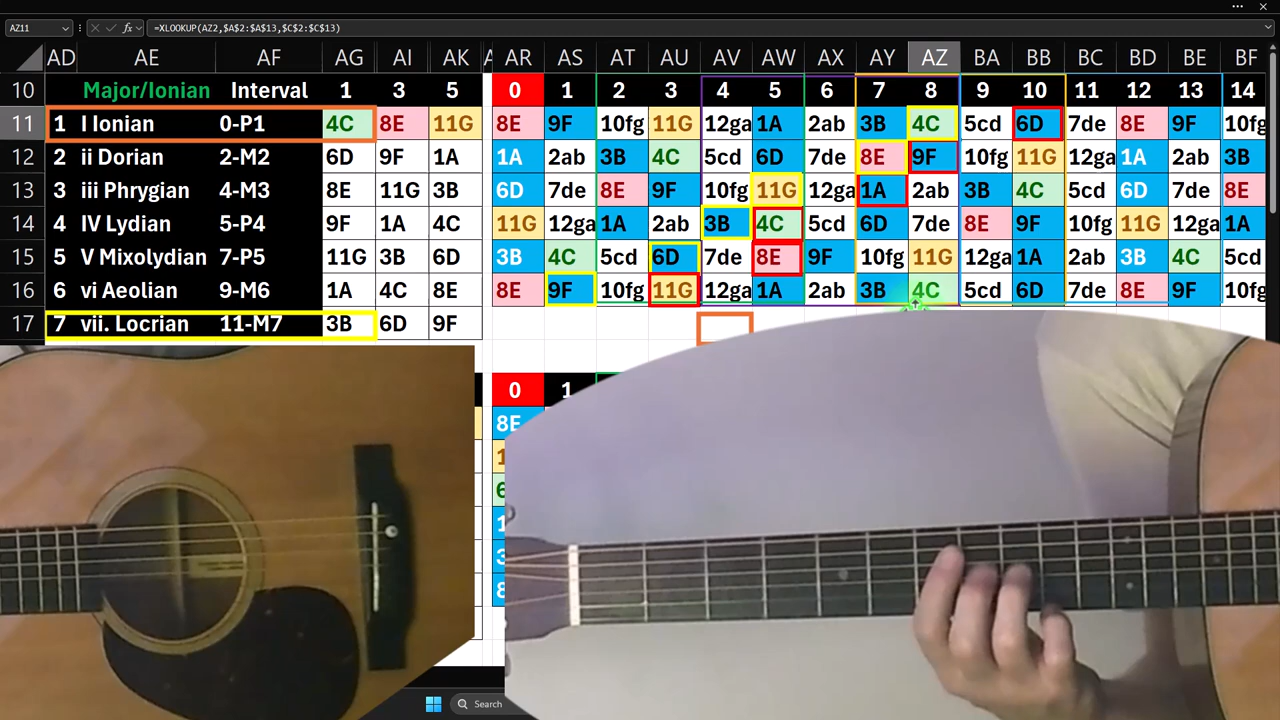 AZ11 fx =XLOOKUP(AZ2,$A$2:$A$13,$C$2:$C$13)
AD AE AF AG AI AK A AR AS AT AU AV AW AX AY AZ BA BB BC BD BE BF
10 Major/Ionian Interval 1 3 5 0 1 2 3 4 5 6 7 8 9 10 11 12 13 14
11 1 I Ionian 0-P1 4C 8E 11G 8E 9F 10fg 11G 12ga 1A 2ab 3B 4C 5cd 6D 7de 8E 9F 10fg
12 2 ii Dorian 2-M2 6D 9F 1A 1A 2ab 3B 4C 5cd 6D 7de 8E 9F 10fg 11G 12ga 1A 2ab 3B
13 3 iii Phrygian 4-M3 8E 11G 3B 6D 7de 8E 9F 10fg 11G 12ga 1A 2ab 3B 4C 5cd 6D 7de 8E
14 4 IV Lydian 5-P4 9F 1A 4C 11G 12ga 1A 2ab 3B 4C 5cd 6D 7de 8E 9F 10fg 11G 12ga 1A
15 5 V Mixolydian 7-P5 11G 3B 6D 3B 4C 5cd 6D 7de 8E 9F 10fg 11G 12ga 1A 2ab 3B 4C 5cd
16 6 vi Aeolian 9-M6 1A 4C 8E 8E 9F 10fg 11G 12ga 1A 2ab 3B 4C 5cd 6D 7de 8E 9F 10fg
17 7 vii. Locrian 11-M7 3B 6D 9F
0 1
8E
Search